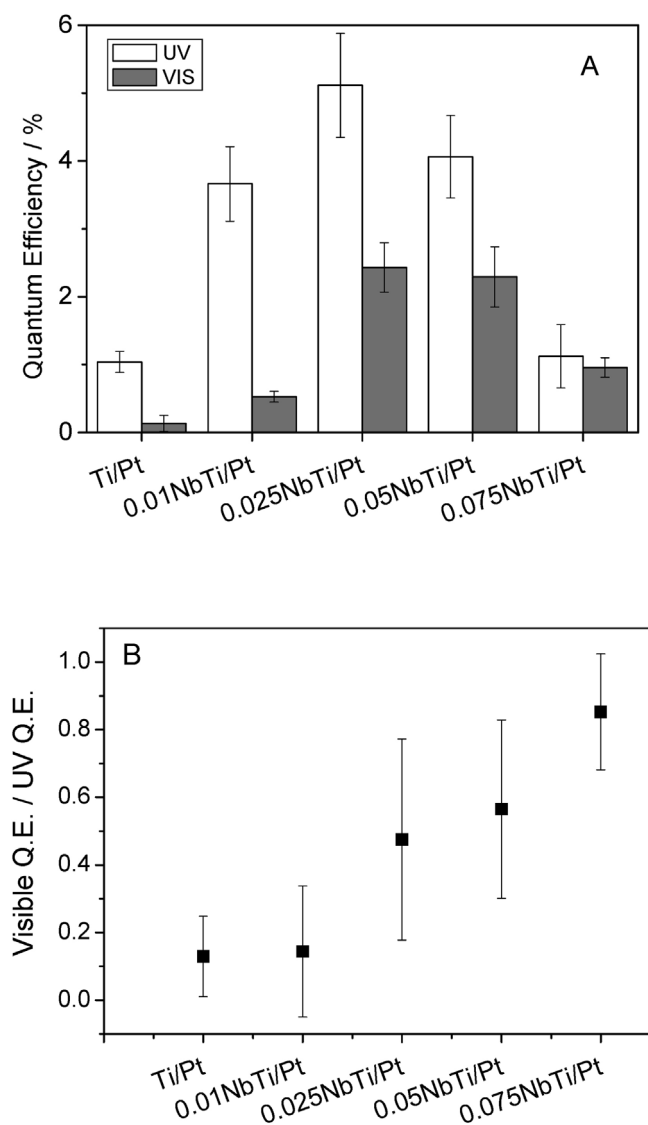 6
UV
VIS
A
4
2
0
Quantum Efficiency / %
Ti/Pt
0.01NbTi/Pt
0.025NbTi/Pt
0.05NbTi/Pt
0.075NbTi/Pt
B
1.0
0.8
0.6
0.4
0.2
0.0
Visible Q.E. / UV Q.E.
Ti/Pt
0.01NbTi/Pt
0.025NbTi/Pt
0.05NbTi/Pt
0.075NbTi/Pt